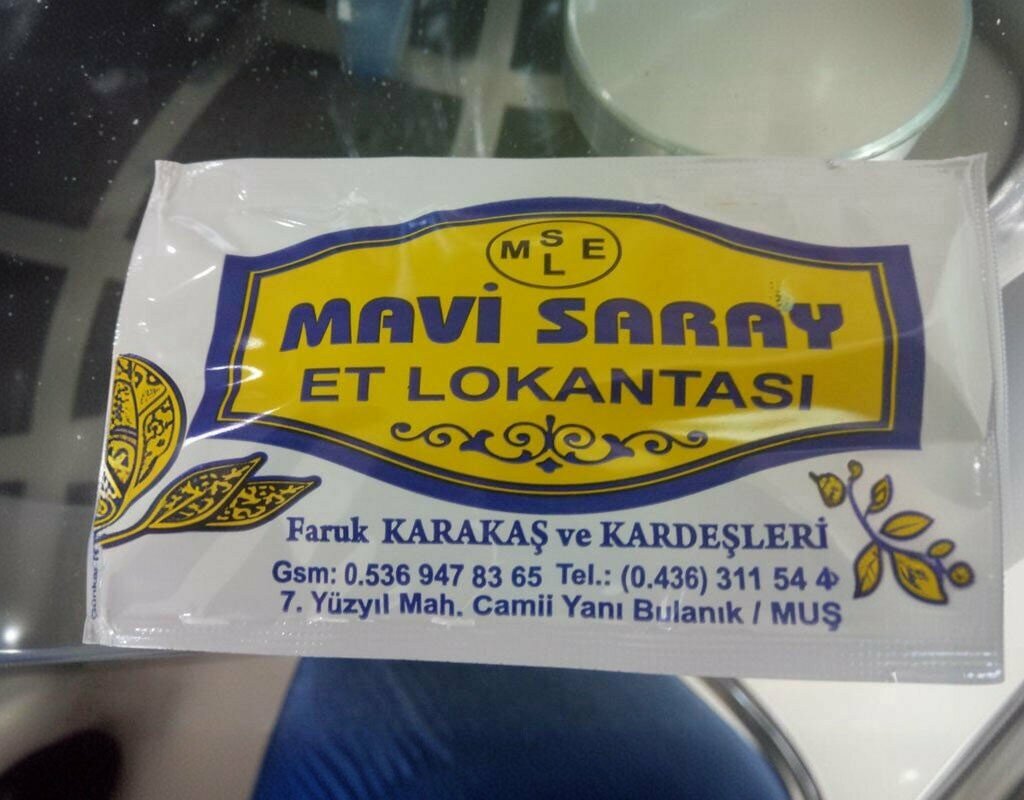 MSLE
MAVİ SARAY
ET LOKANTASI
Faruk KARAKAŞ ve KARDEŞLERİ
Gsm: 0.536 947 83 65 Tel.: (0.436) 311 54
7. Yüzyıl Mah. Camii Yanı Bulanık / MUŞ